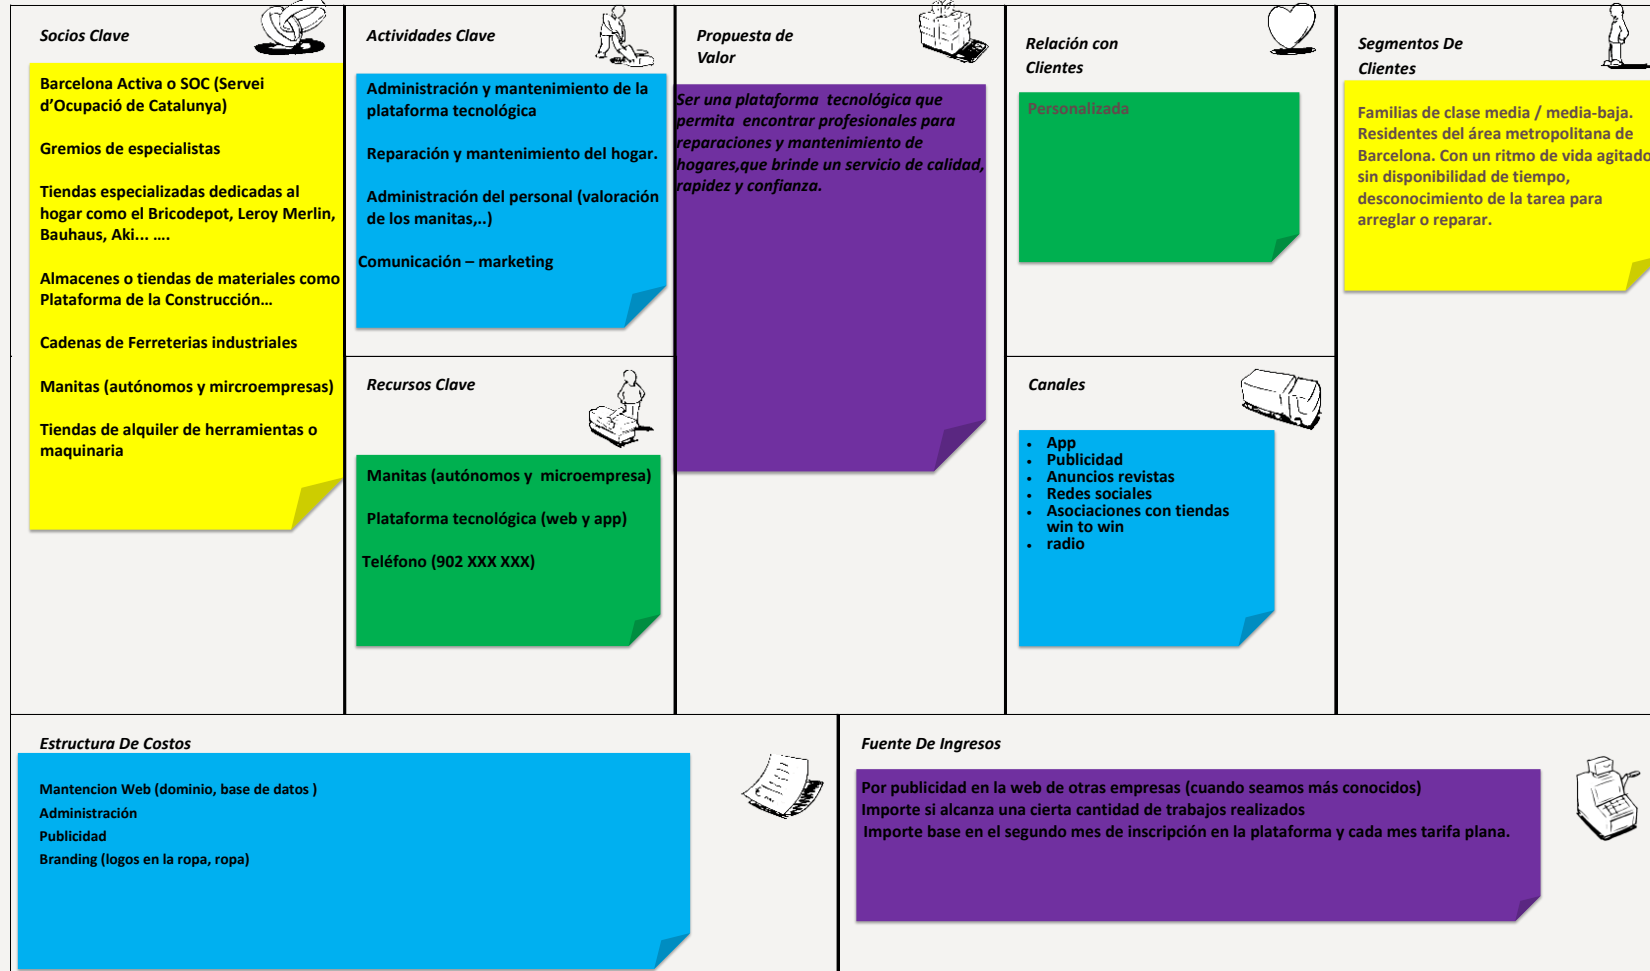 Socios Clave
Barcelona Activa o SOC (Servei
d’Ocupació de Catalunya)
Gremios de especialistas
Tiendas especializadas dedicadas al
hogar como el Bricodepot, Leroy Merlin,
Bauhaus, Aki... ….
Almacenes o tiendas de materiales como
Plataforma de la Construcción…
Cadenas de Ferreterias industriales
Manitas (autónomos y mircroempresas)
Tiendas de alquiler de herramientas o
maquinaria
Actividades Clave
Administración y mantenimiento de la
plataforma tecnológica
Reparación y mantenimiento del hogar.
Administración del personal (valoración
de los manitas,..)
Comunicación – marketing
Recursos Clave
Manitas (autónomos y microempresa)
Plataforma tecnológica (web y app)
Teléfono (902 XXX XXX)
Propuesta de
Valor
Ser una plataforma tecnológica que
permita encontrar profesionales para
reparaciones y mantenimiento de
hogares,que brinde un servicio de calidad,
rapidez y confianza.
Relación con
Clientes
Personalizada
Canales
• App
• Publicidad
• Anuncios revistas
• Redes sociales
• Asociaciones con tiendas
win to win
• radio
Segmentos De
Clientes
Familias de clase media / media-baja.
Residentes del área metropolitana de
Barcelona. Con un ritmo de vida agitado
sin disponibilidad de tiempo,
desconocimiento de la tarea para
arreglar o reparar.
Estructura De Costos
Mantencion Web (dominio, base de datos )
Administración
Publicidad
Branding (logos en la ropa, ropa)
Fuente De Ingresos
Por publicidad en la web de otras empresas (cuando seamos más conocidos)
Importe si alcanza una cierta cantidad de trabajos realizados
Importe base en el segundo mes de inscripción en la plataforma y cada mes tarifa plana.